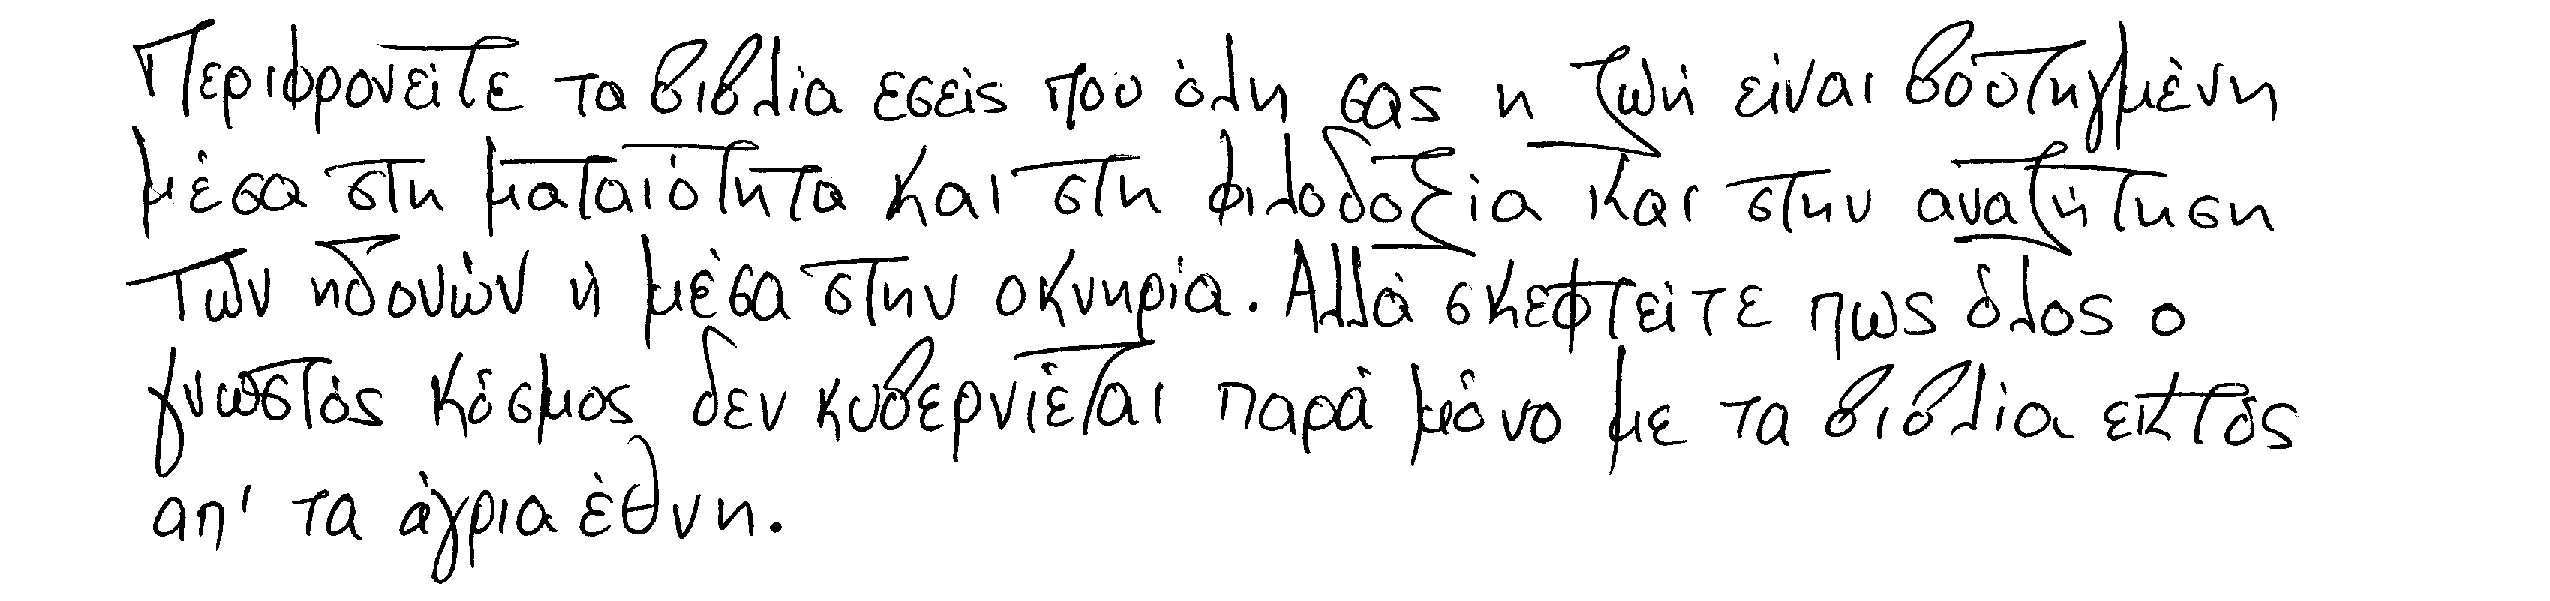 Περιφρονείτε τα βιβλία εσείς που όλη σας η ζωή είναι βουτηγμένη
μέσα στη ματαιότητα και στη φιλοδοξία και στην αναζήτηση
των ηδονών ή μέσα στην οκνηρία. Αλλά σκεφτείτε πως όλος ο
γνωστός κόσμος δεν κυβερνιέται παρά μόνο με τα βιβλία εκτός
απ' τα άγρια έθνη.